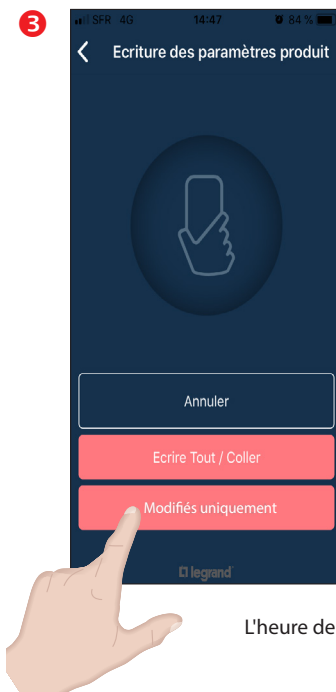 3
SFR 4G 14:47 84 %
Ecriture des paramètres produit
Annuler
Ecrire Tout / Coller
Modifiés uniquement
legrand
L'heure de